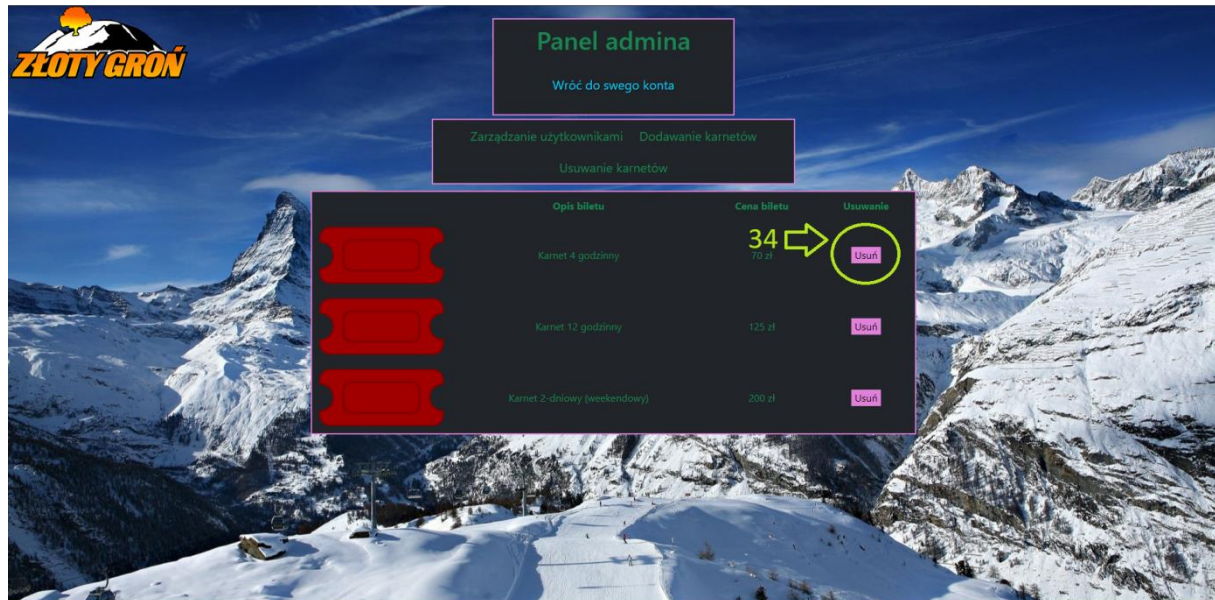 ZŁOTY GROŃ
Panel admina
Wróć do swego konta
Zarządzanie użytkownikami Dodawanie karnetów
Usuwanie karnetów
Opis biletu Cena biletu Usuwanie
34
Karnet 4 godzinny 70 zł Usuń
Karnet 12 godzinny 125 zł Usuń
Karnet 2-dniowy (weekendowy) 200 zł Usuń